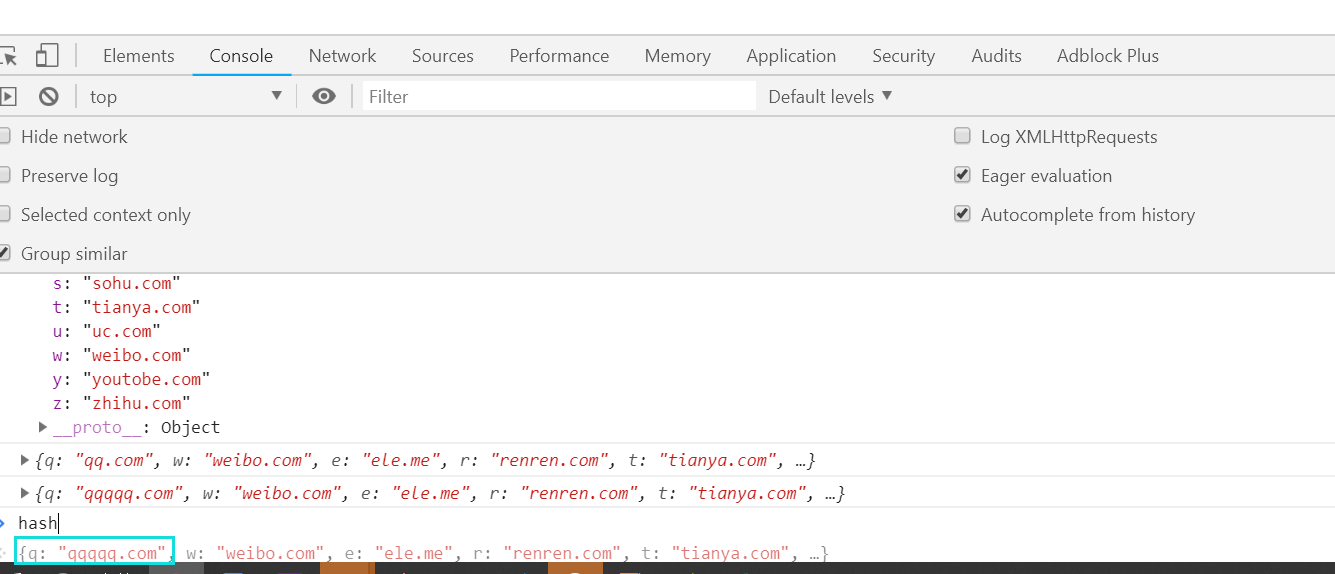 Elements Console Network Sources Performance Memory Application Security Audits Adblock Plus
top Filter Default levels
Hide network Log XMLHttpRequests
Preserve log Eager evaluation
Selected context only Autocomplete from history
Group similar
s: "sohu.com"
t: "tianya.com"
u: "uc.com"
w: "weibo.com"
y: "youtobe.com"
z: "zhihu.com"
__proto__: Object
{q: "qq.com", w: "weibo.com", e: "ele.me", r: "renren.com", t: "tianya.com", …}
{q: "qqqqq.com", w: "weibo.com", e: "ele.me", r: "renren.com", t: "tianya.com", …}
hash
{q: "qqqqq.com", w: "weibo.com", e: "ele.me", r: "renren.com", t: "tianya.com", …}